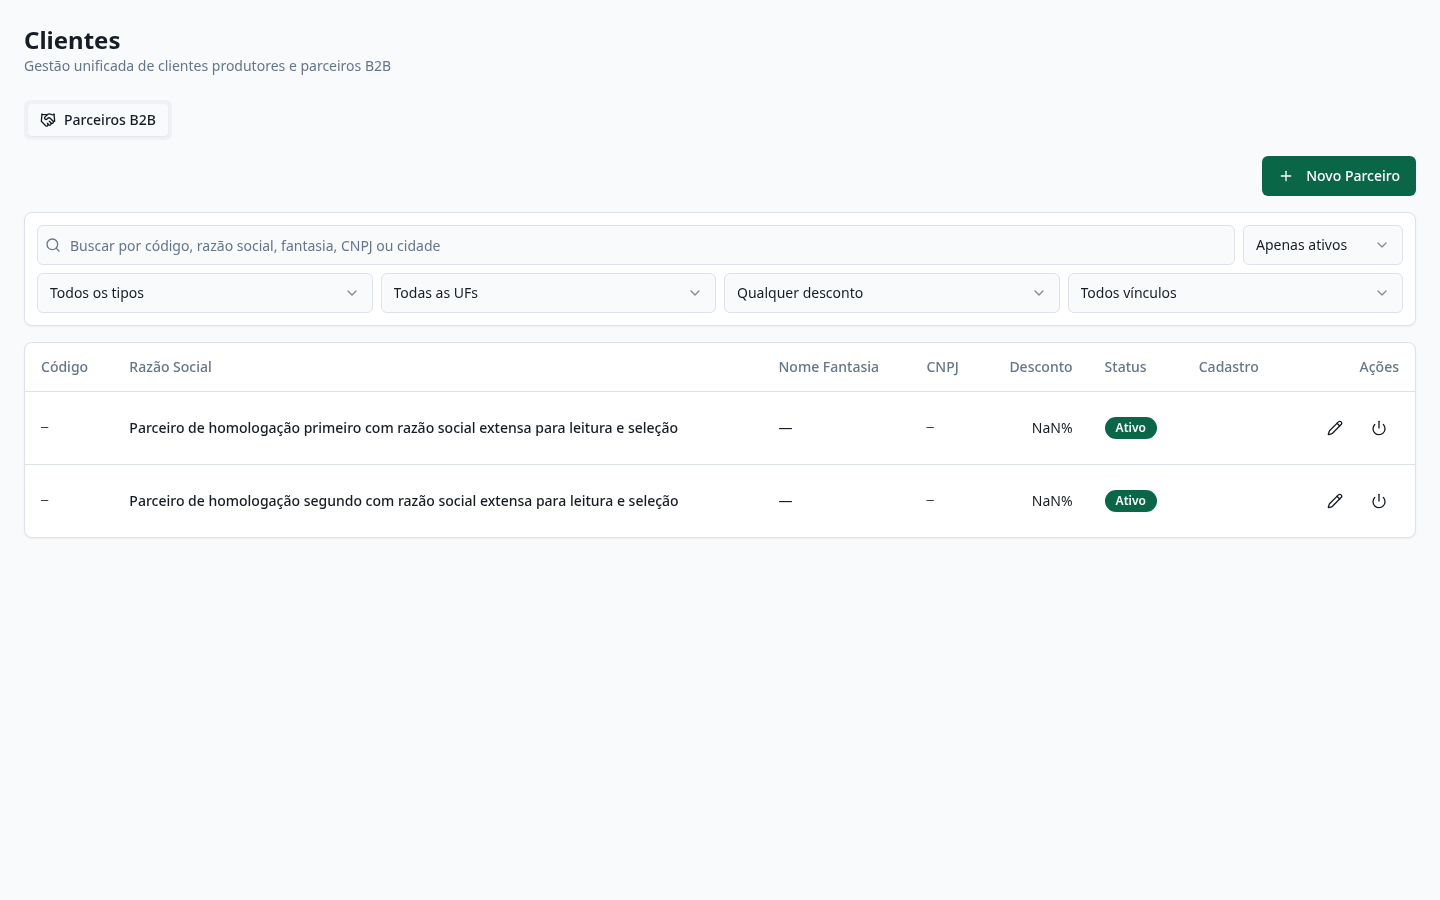 Clientes
Gestão unificada de clientes produtores e parceiros B2B
Parceiros B2B
Novo Parceiro
Buscar por código, razão social, fantasia, CNPJ ou cidade
Apenas ativos
Todos os tipos
Todas as UFs
Qualquer desconto
Todos vínculos
Código Razão Social Nome Fantasia CNPJ Desconto Status Cadastro Ações
— Parceiro de homologação primeiro com razão social extensa para leitura e seleção — — NaN% Ativo
— Parceiro de homologação segundo com razão social extensa para leitura e seleção — — NaN% Ativo